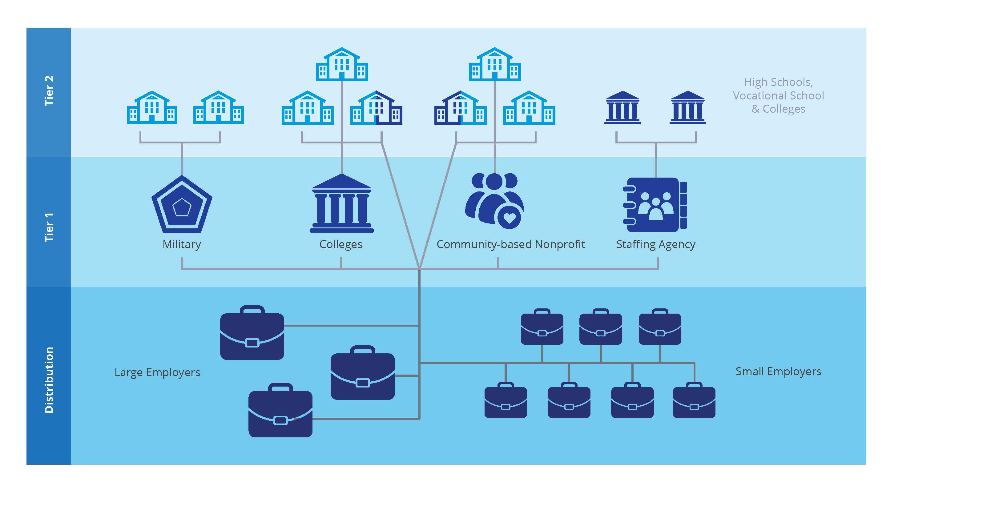 Tier 2
High Schools,
Vocational School
& Colleges
Tier 1
Military
Colleges
Community-based Nonprofit
Staffing Agency
Distribution
Large Employers
Small Employers